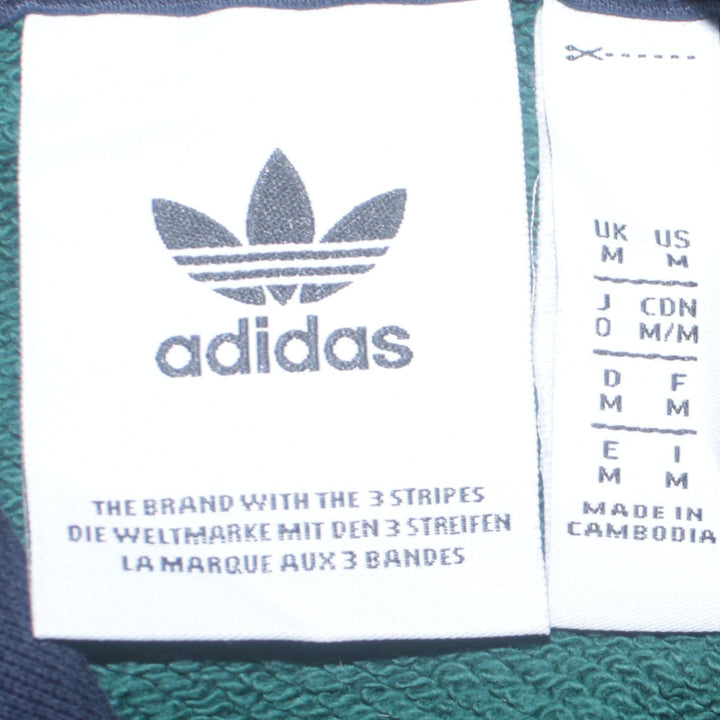 adidas
THE BRAND WITH THE 3 STRIPES
DIE WELTMARKE MIT DEN 3 STREIFEN
LA MARQUE AUX 3 BANDES
UK US
M M
J CDN
O M/M
D F
M M
E I
M M
MADE IN
CAMBODIA